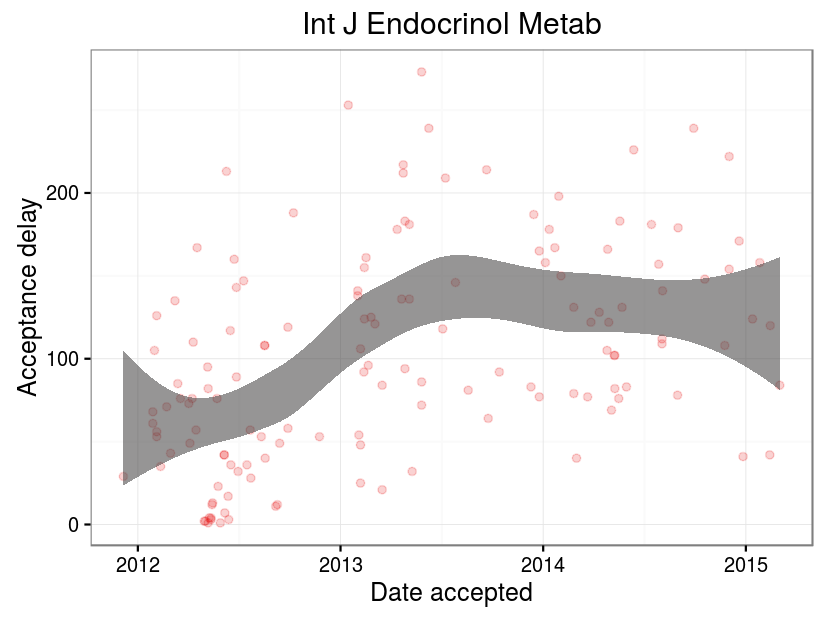 Int J Endocrinol Metab
Acceptance delay
200
100
0
2012 2013 2014 2015
Date accepted